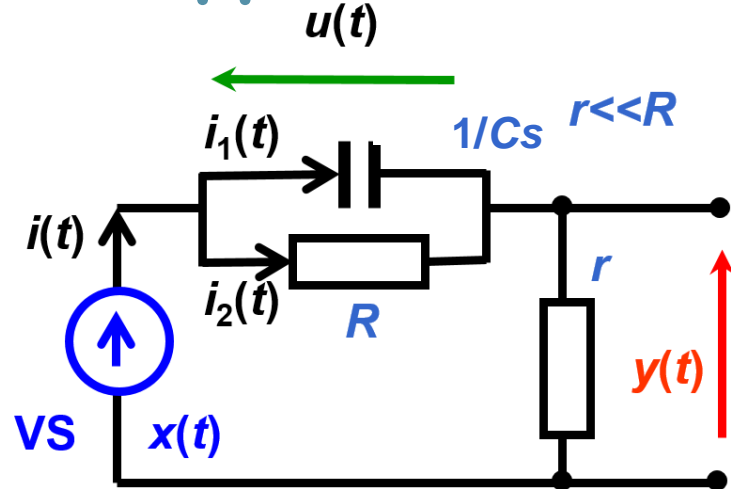 u(t)
i₁(t)
1/Cs
r<<R
i(t)
i₂(t)
R
r
y(t)
VS
x(t)